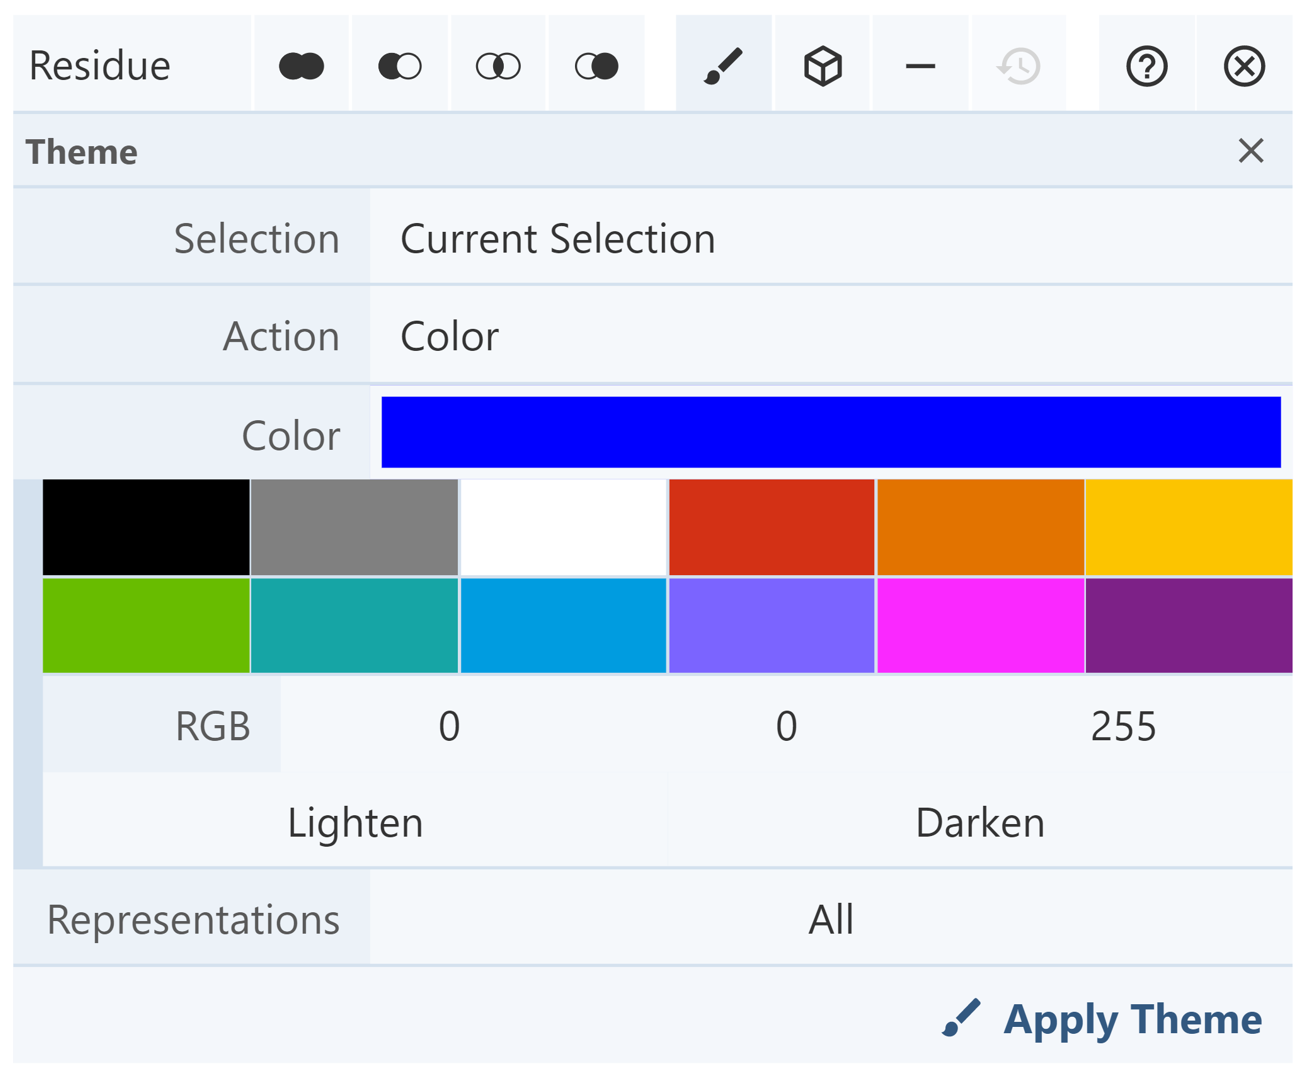 Residue
Theme
Selection Current Selection
Action Color
Color
RGB 0 0 255
Lighten Darken
Representations All
Apply Theme